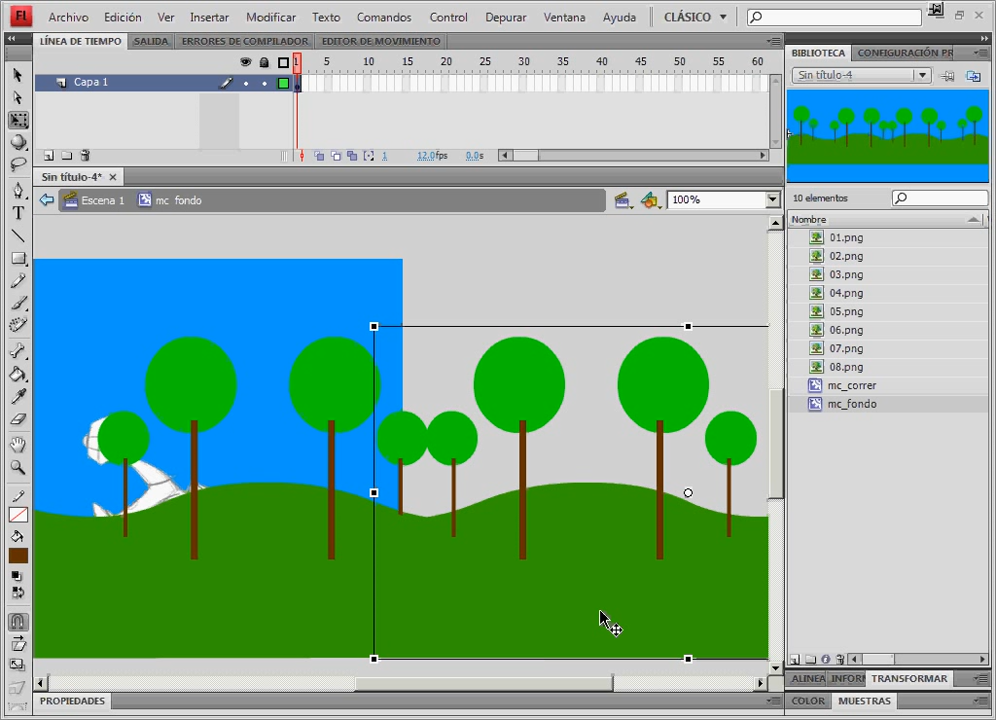 Fl Archivo Edición Ver Insertar Modificar Texto Comandos Control Depurar Ventana Ayuda CLÁSICO
LÍNEA DE TIEMPO SALIDA ERRORES DE COMPILADOR EDITOR DE MOVIMIENTO
1 5 10 15 20 25 30 35 40 45 50 55 60
Capa 1
1 12.0fps 0.0s
Sin título-4*
Escena 1 mc_fondo 100%
PROPIEDADES
BIBLIOTECA CONFIGURACIÓN PR
Sin título-4
10 elementos
Nombre
01.png
02.png
03.png
04.png
05.png
06.png
07.png
08.png
mc_correr
mc_fondo
ALINEA INFORM TRANSFORMAR
COLOR MUESTRAS